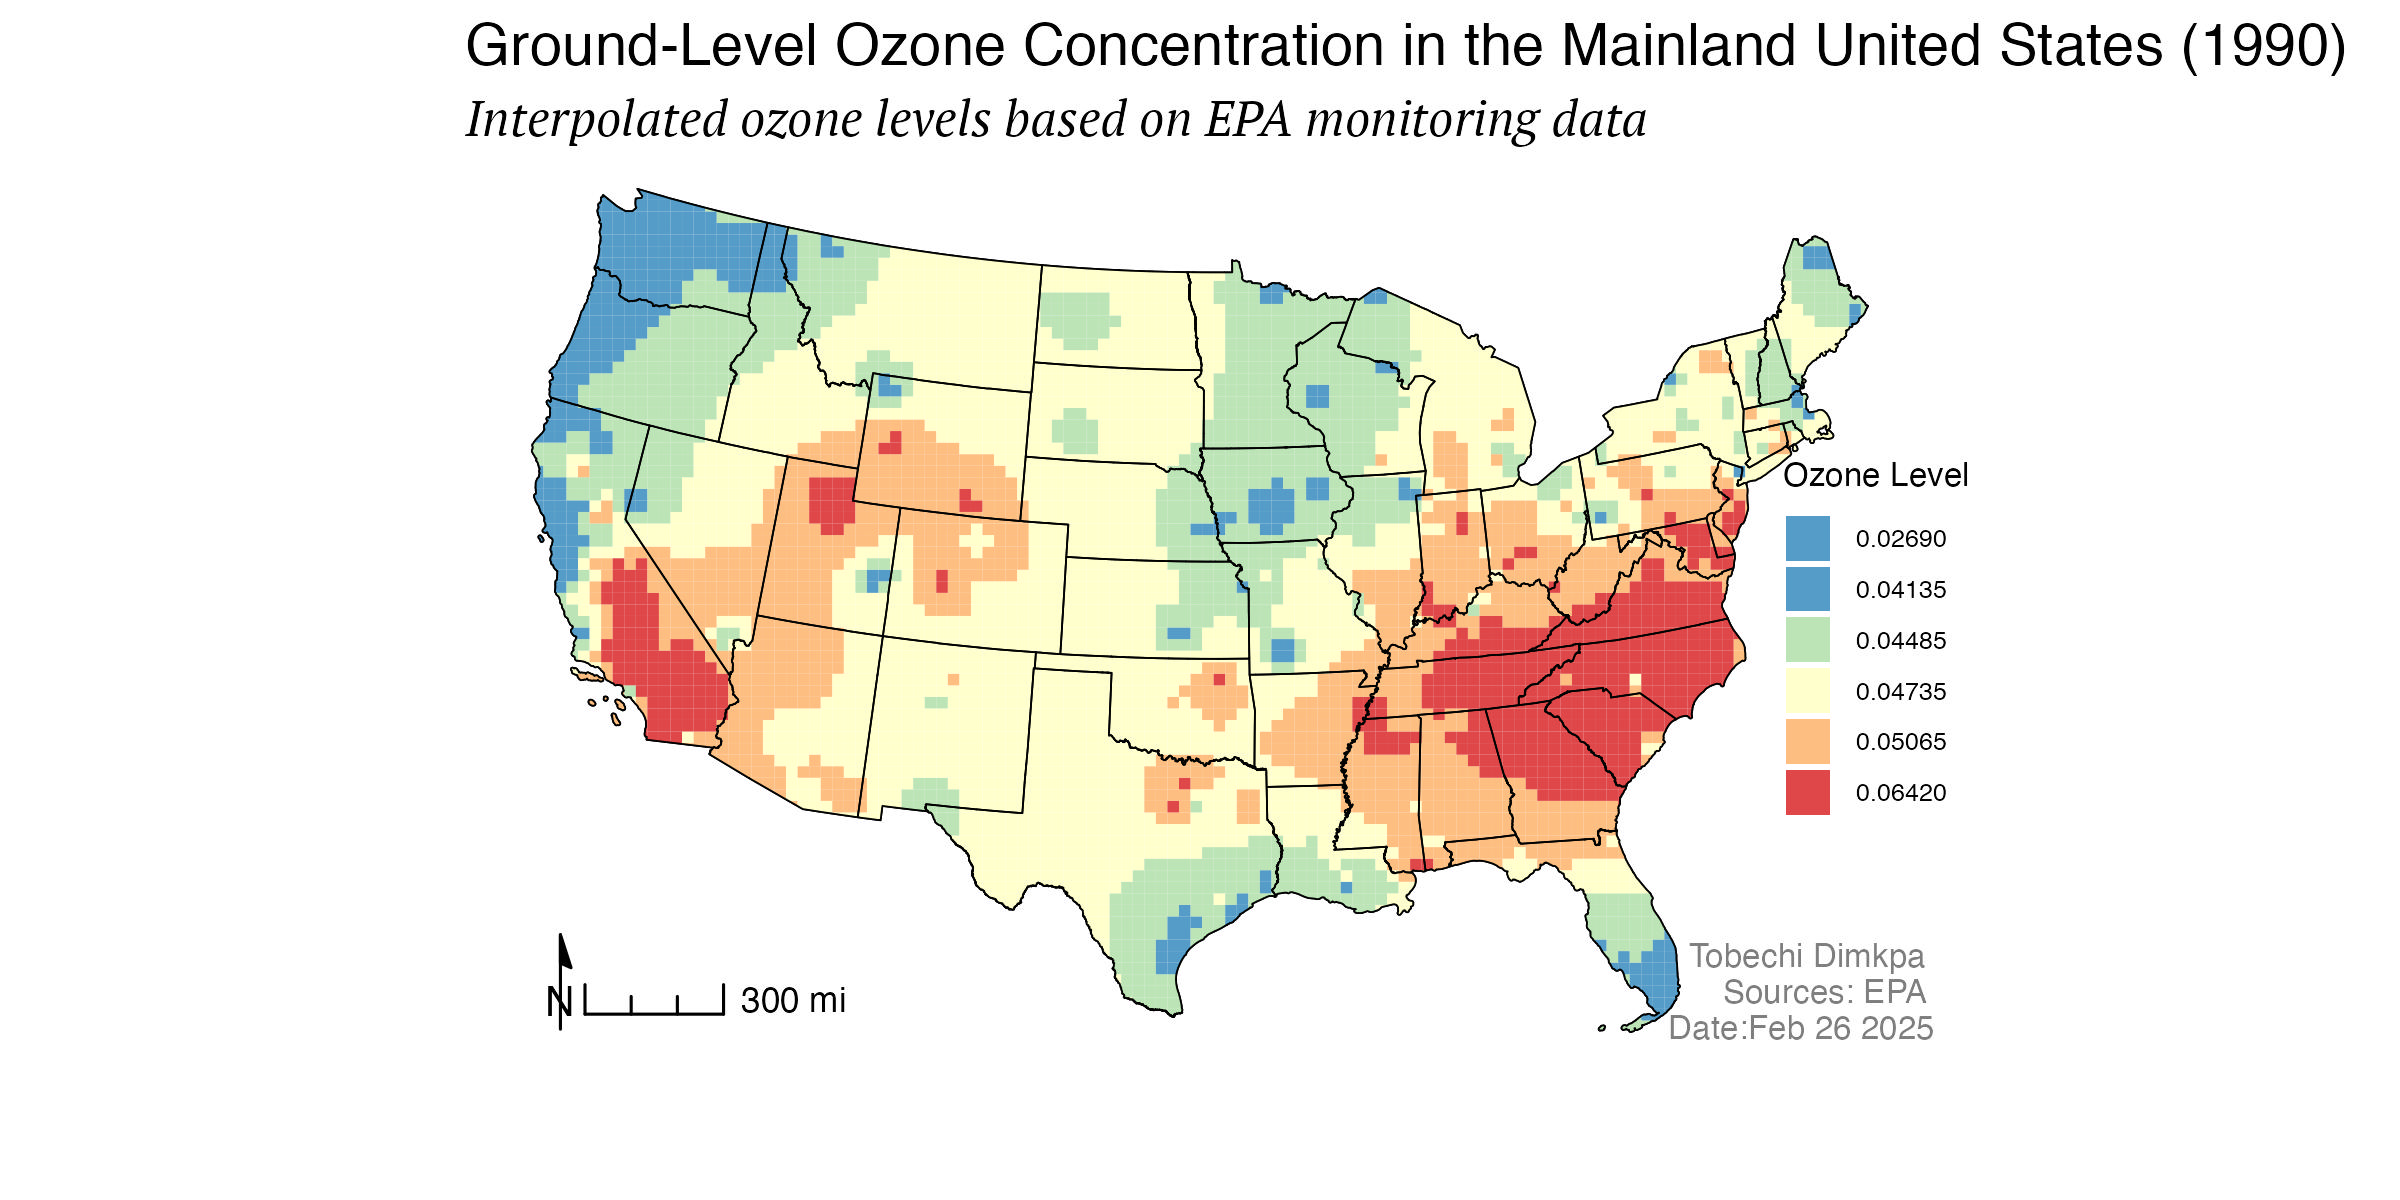 Ground-Level Ozone Concentration in the Mainland United States (1990)
Interpolated ozone levels based on EPA monitoring data
Ozone Level
0.02690
0.04135
0.04485
0.04735
0.05065
0.06420
Tobechi Dimkpa
Sources: EPA
Date:Feb 26 2025
N
300 mi